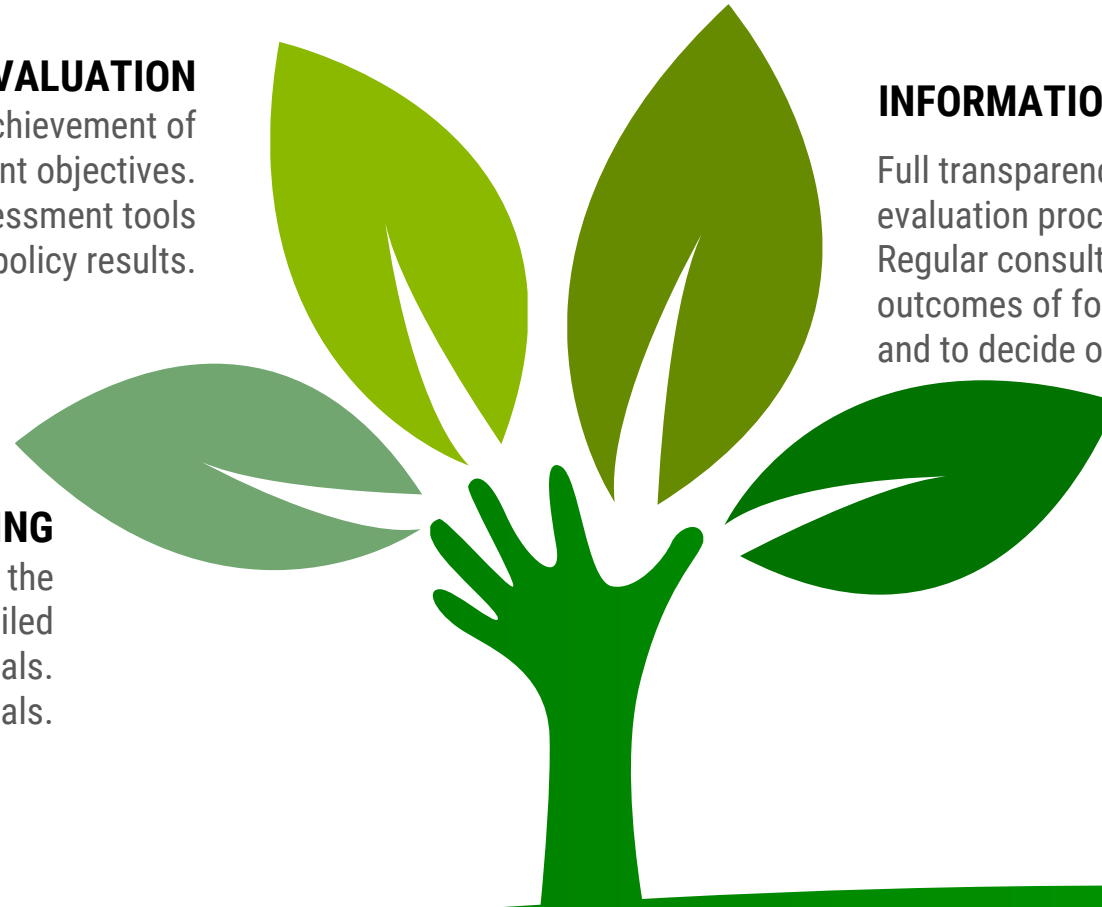 VALUATION
chievement of
nt objectives.
essment tools
policy results.
INFORMATIO
Full transparenc
evaluation proc
Regular consult
outcomes of fo
and to decide o
ING
the
iled
als.
als.